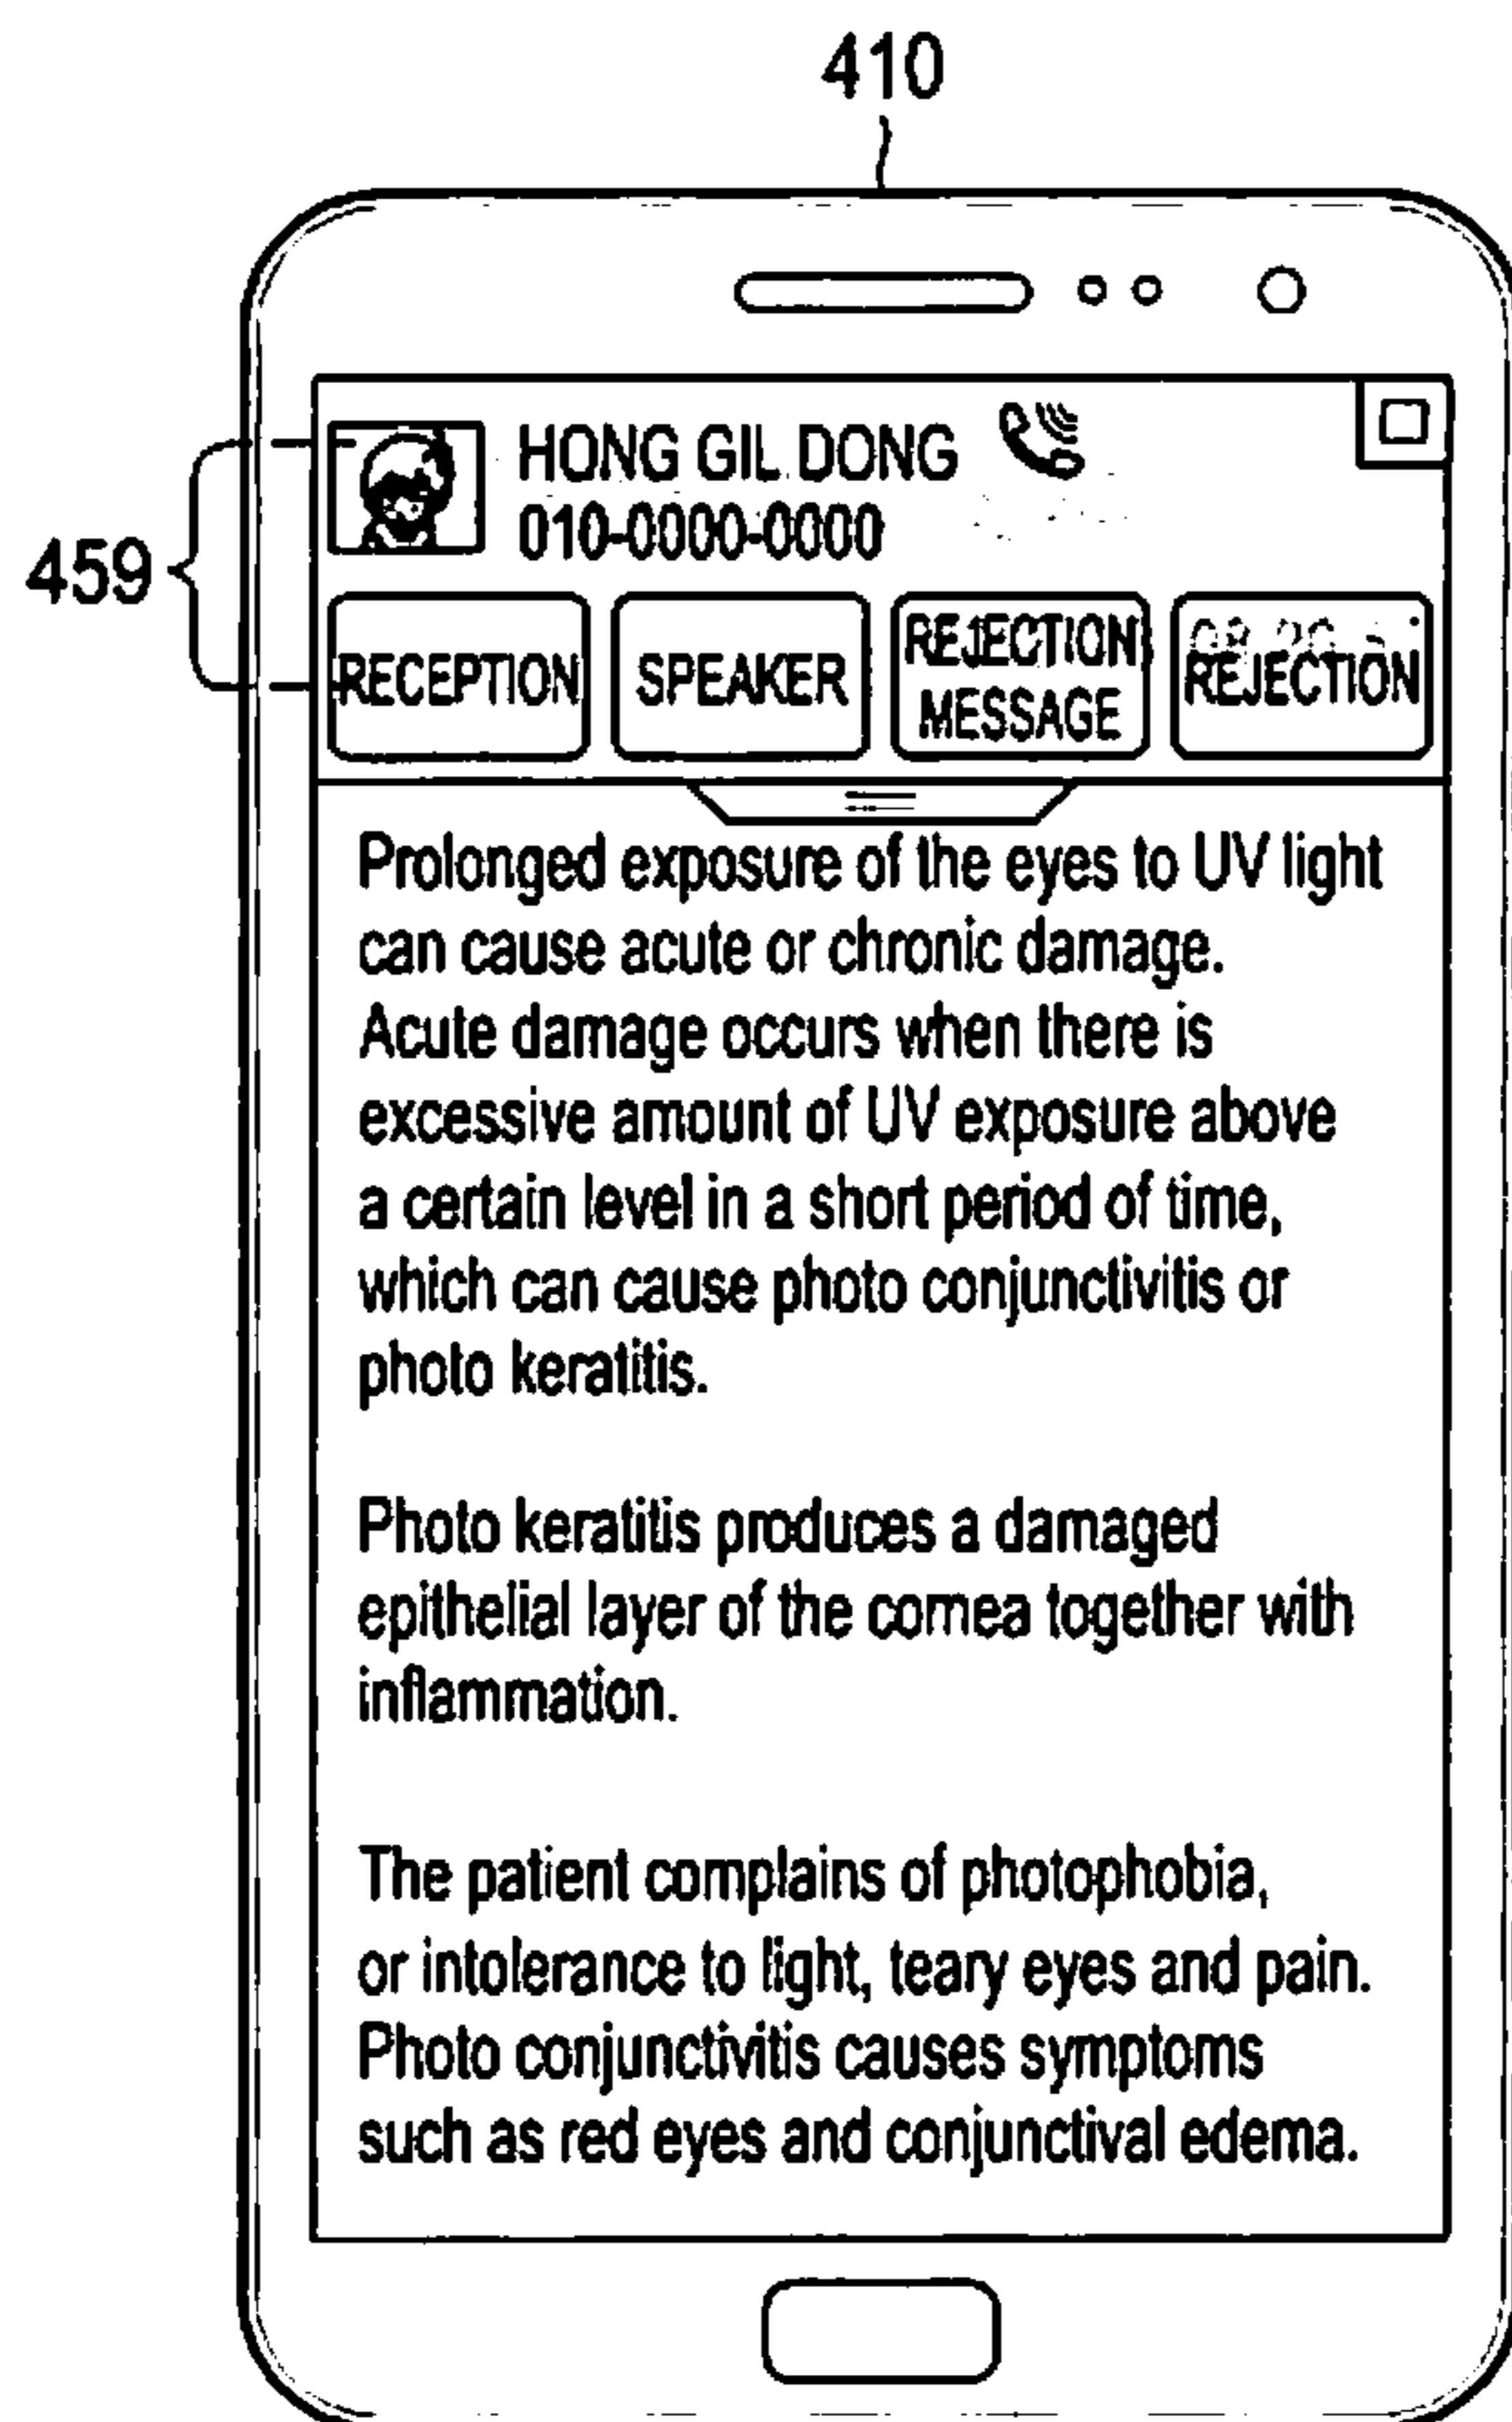 410
HONG GIL DONG
010-0000-0000
459
RECEPTION
SPEAKER
REJECTION
MESSAGE
REJECTION
Prolonged exposure of the eyes to UV light
can cause acute or chronic damage.
Acute damage occurs when there is
excessive amount of UV exposure above
a certain level in a short period of time,
which can cause photo conjunctivitis or
photo keratitis.
Photo keratitis produces a damaged
epithelial layer of the cornea together with
inflammation.
The patient complains of photophobia,
or intolerance to light, teary eyes and pain.
Photo conjunctivitis causes symptoms
such as red eyes and conjunctival edema.